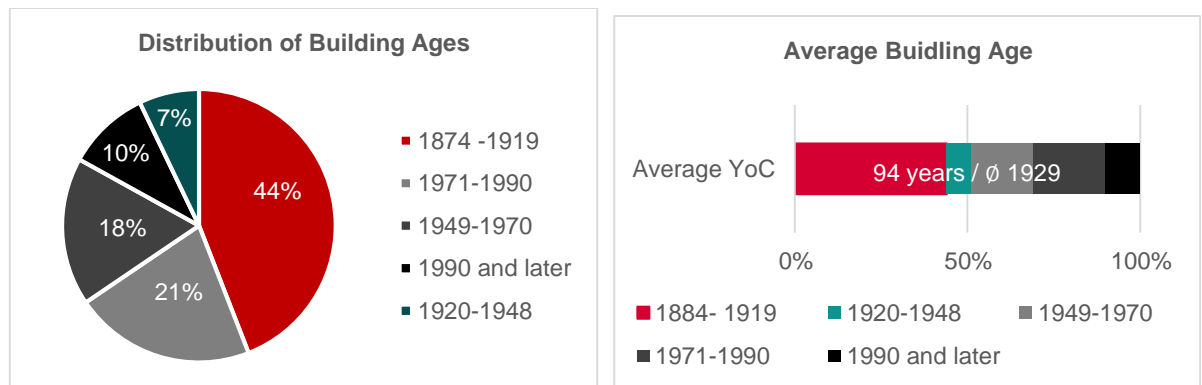 Distribution of Building Ages
7%
10%
44%
18%
21%
1874 -1919
1971-1990
1949-1970
1990 and later
1920-1948
Average Buidling Age
Average YoC
94 years / ∅ 1929
0%
50%
100%
1884- 1919
1920-1948
1949-1970
1971-1990
1990 and later